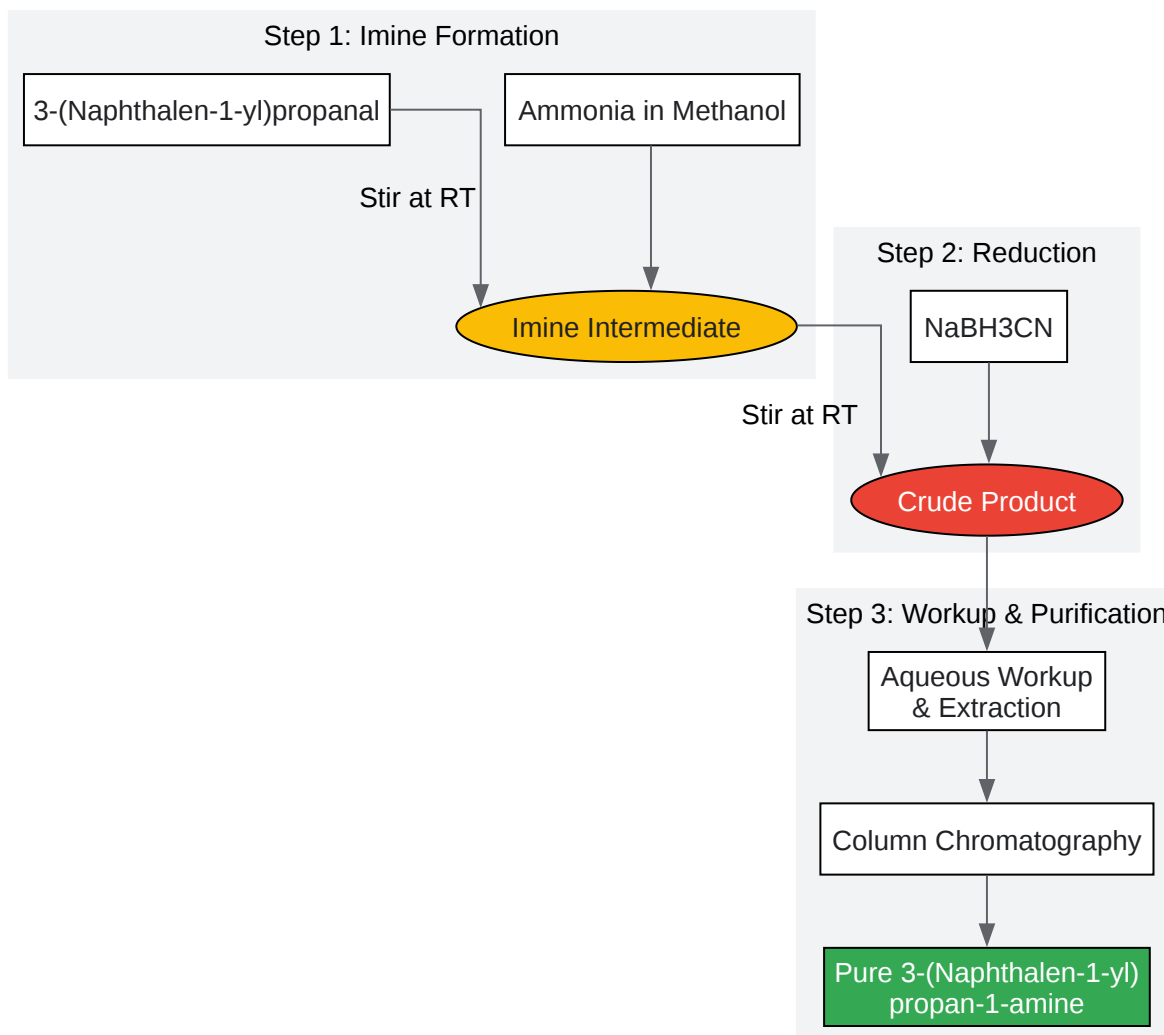 Step 1: Imine Formation
3-(Naphthalen-1-yl)propanal
Ammonia in Methanol
Stir at RT
Imine Intermediate
Step 2: Reduction
NaBH3CN
Stir at RT
Crude Product
Step 3: Workup & Purification
Aqueous Workup
& Extraction
Column Chromatography
Pure 3-(Naphthalen-1-yl)
propan-1-amine